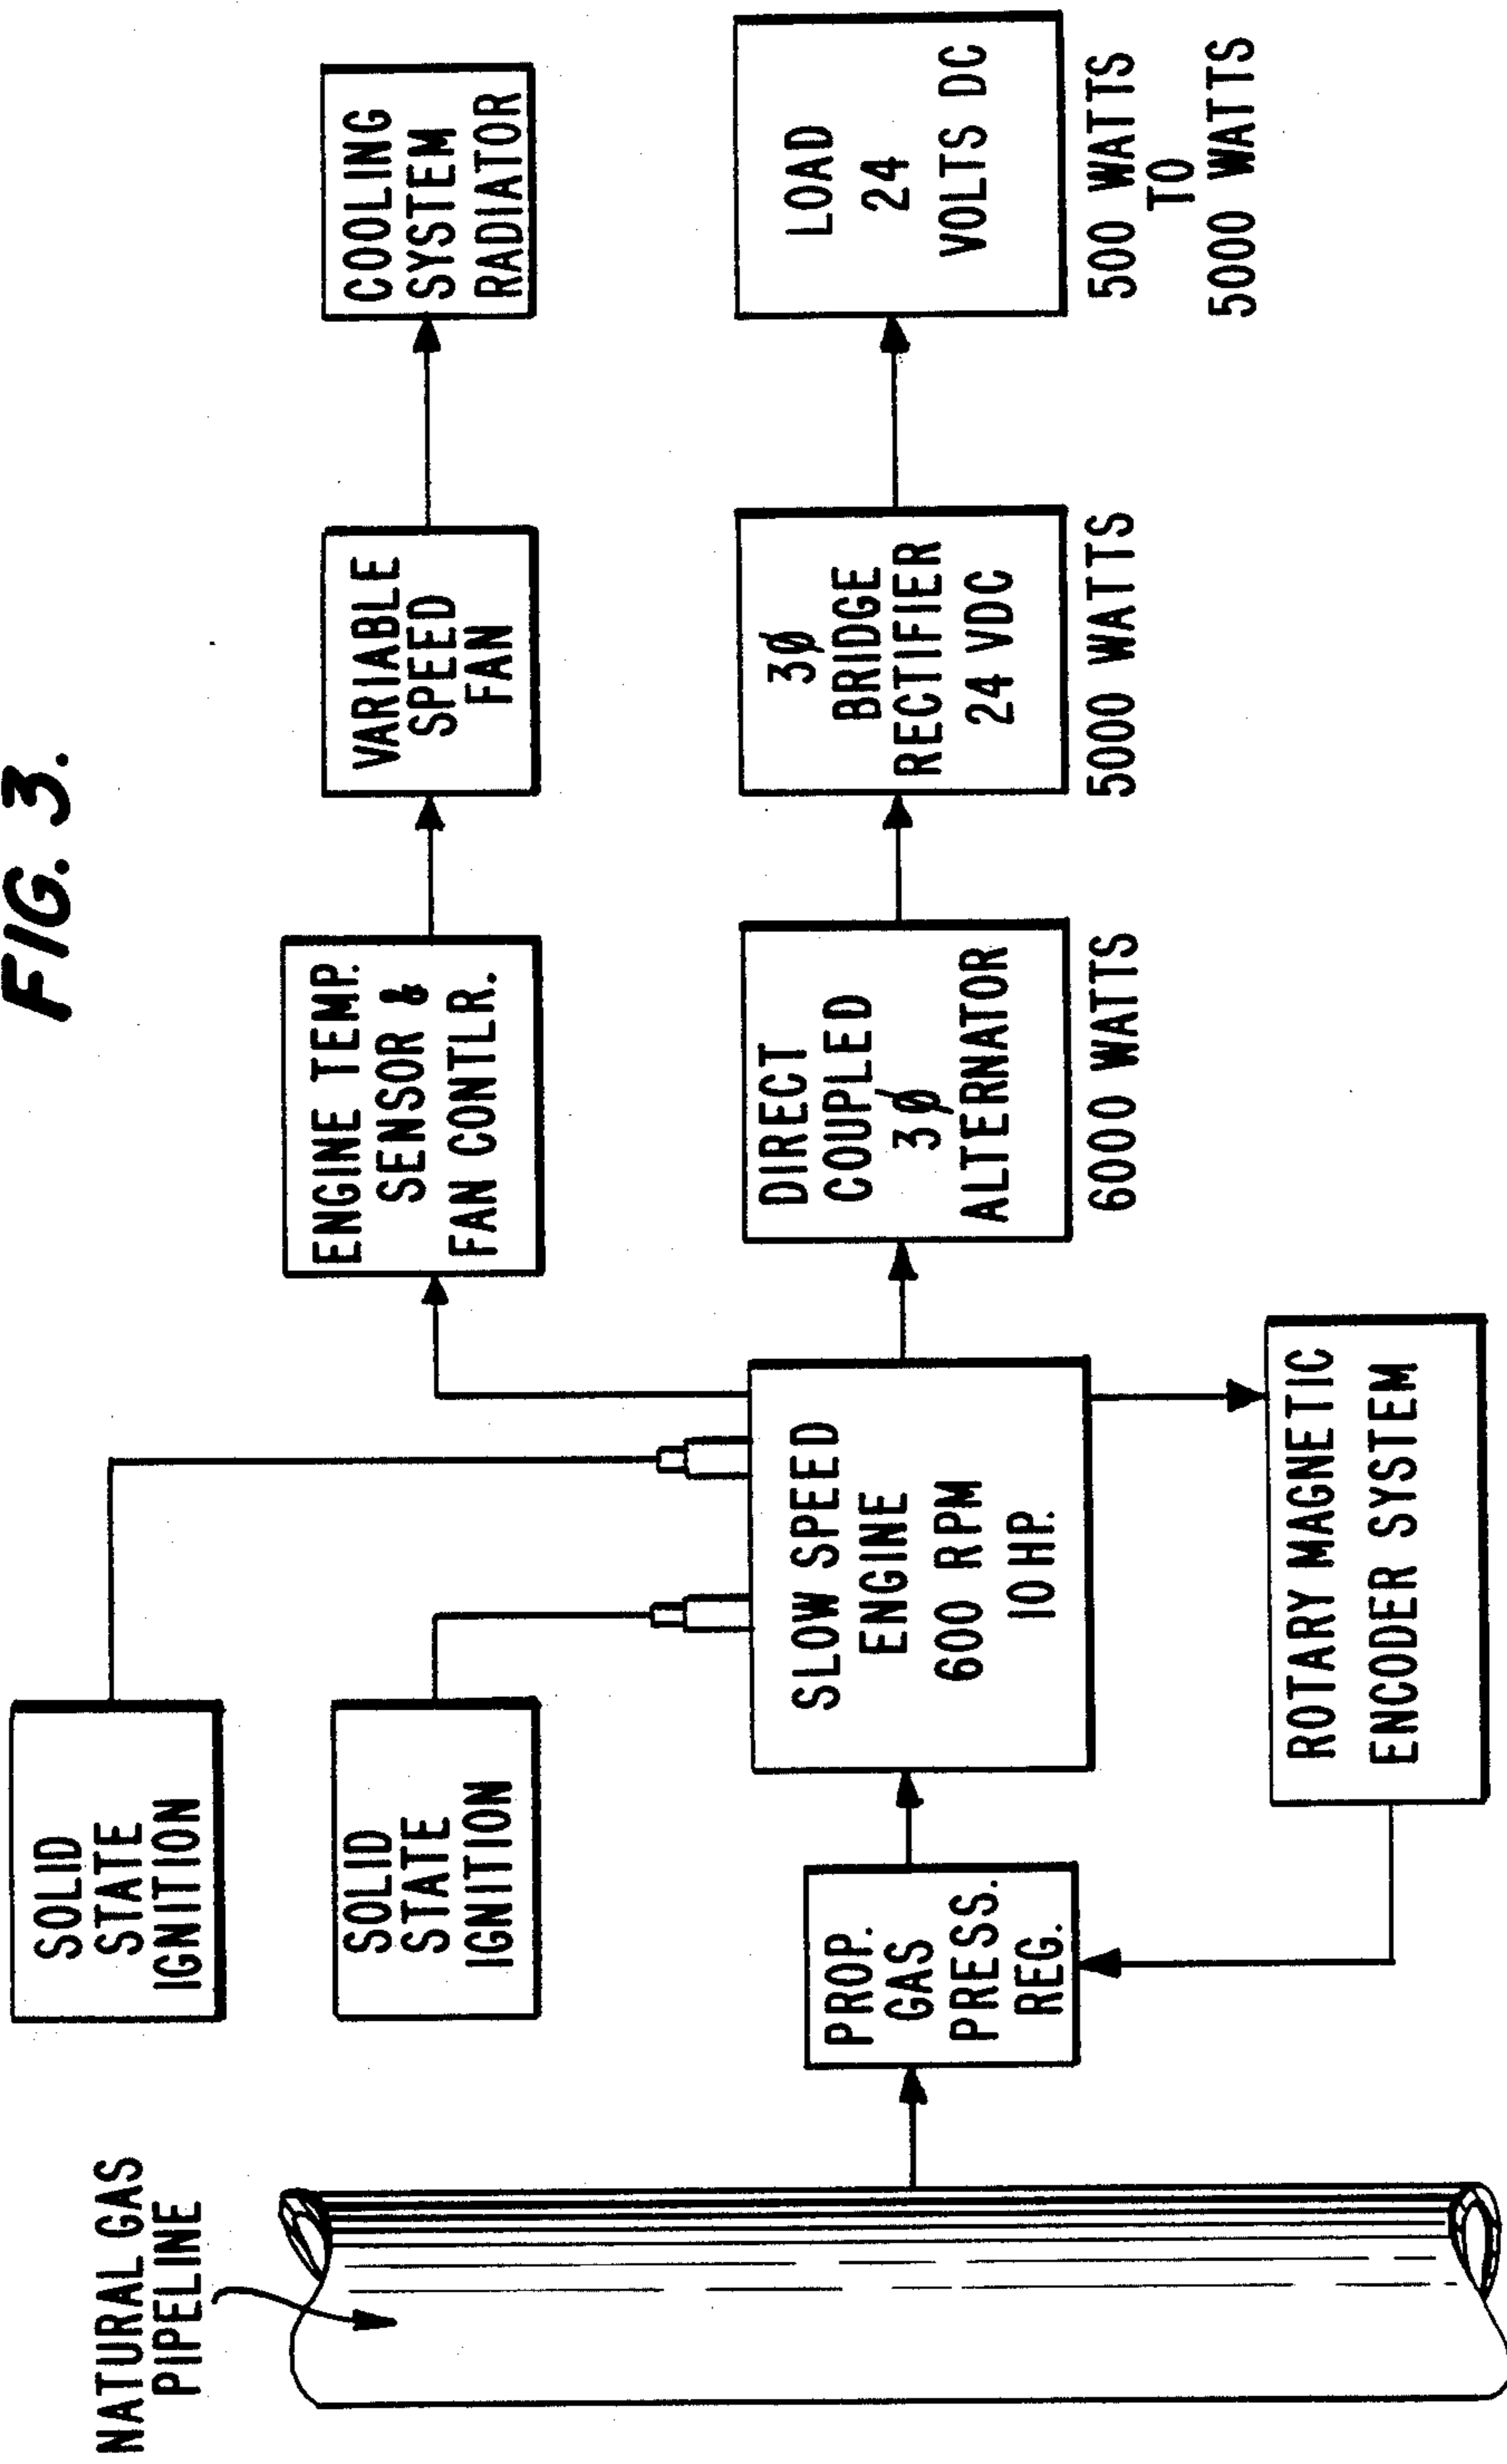 FIG. 3.
SOLID
STATE
IGNITION
SOLID
STATE
IGNITION
ENGINE TEMP.
SENSOR &
FAN CONTLR.
VARIABLE
SPEED
FAN
COOLING
SYSTEM
RADIATOR
NATURAL GAS
PIPELINE
PROP.
GAS
PRESS.
REG.
SLOW SPEED
ENGINE
600 RPM
10 HP.
DIRECT
COUPLED
3Ø
ALTERNATOR
6000 WATTS
3Ø
BRIDGE
RECTIFIER
24 VDC
5000 WATTS
LOAD
24
VOLTS DC
500 WATTS
TO
5000 WATTS
ROTARY MAGNETIC
ENCODER SYSTEM